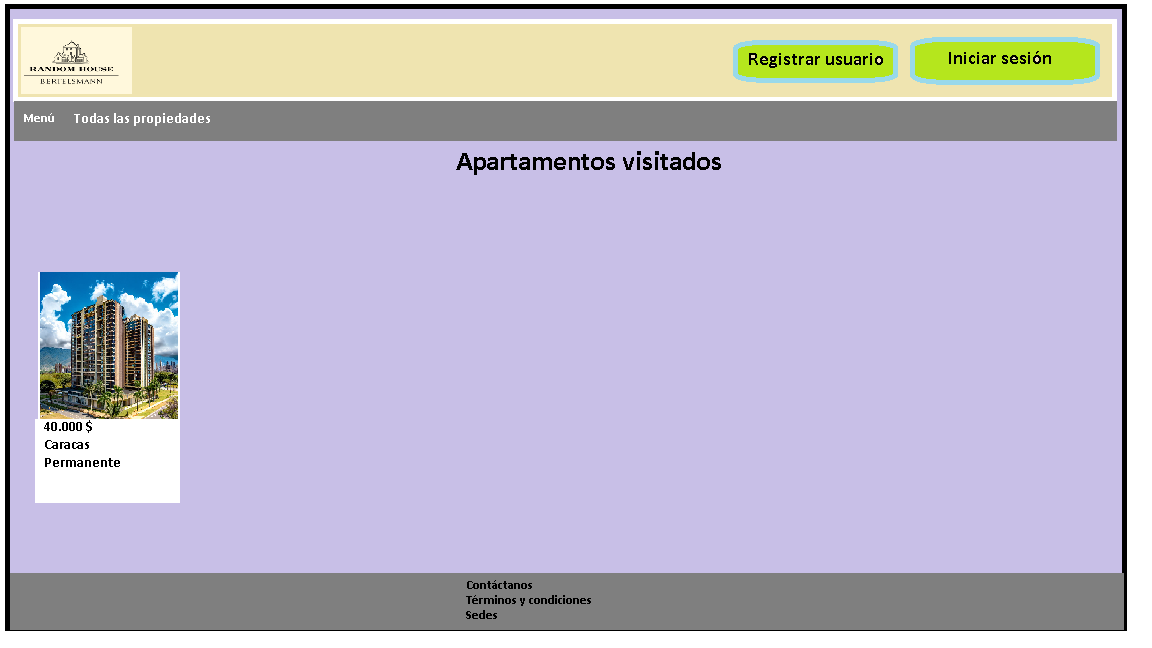 RANDOM HOUSE
BERTELSMANN
Registrar usuario
Iniciar sesión
Menú
Todas las propiedades
Apartamentos visitados
40.000 $
Caracas
Permanente
Contáctanos
Términos y condiciones
Sedes